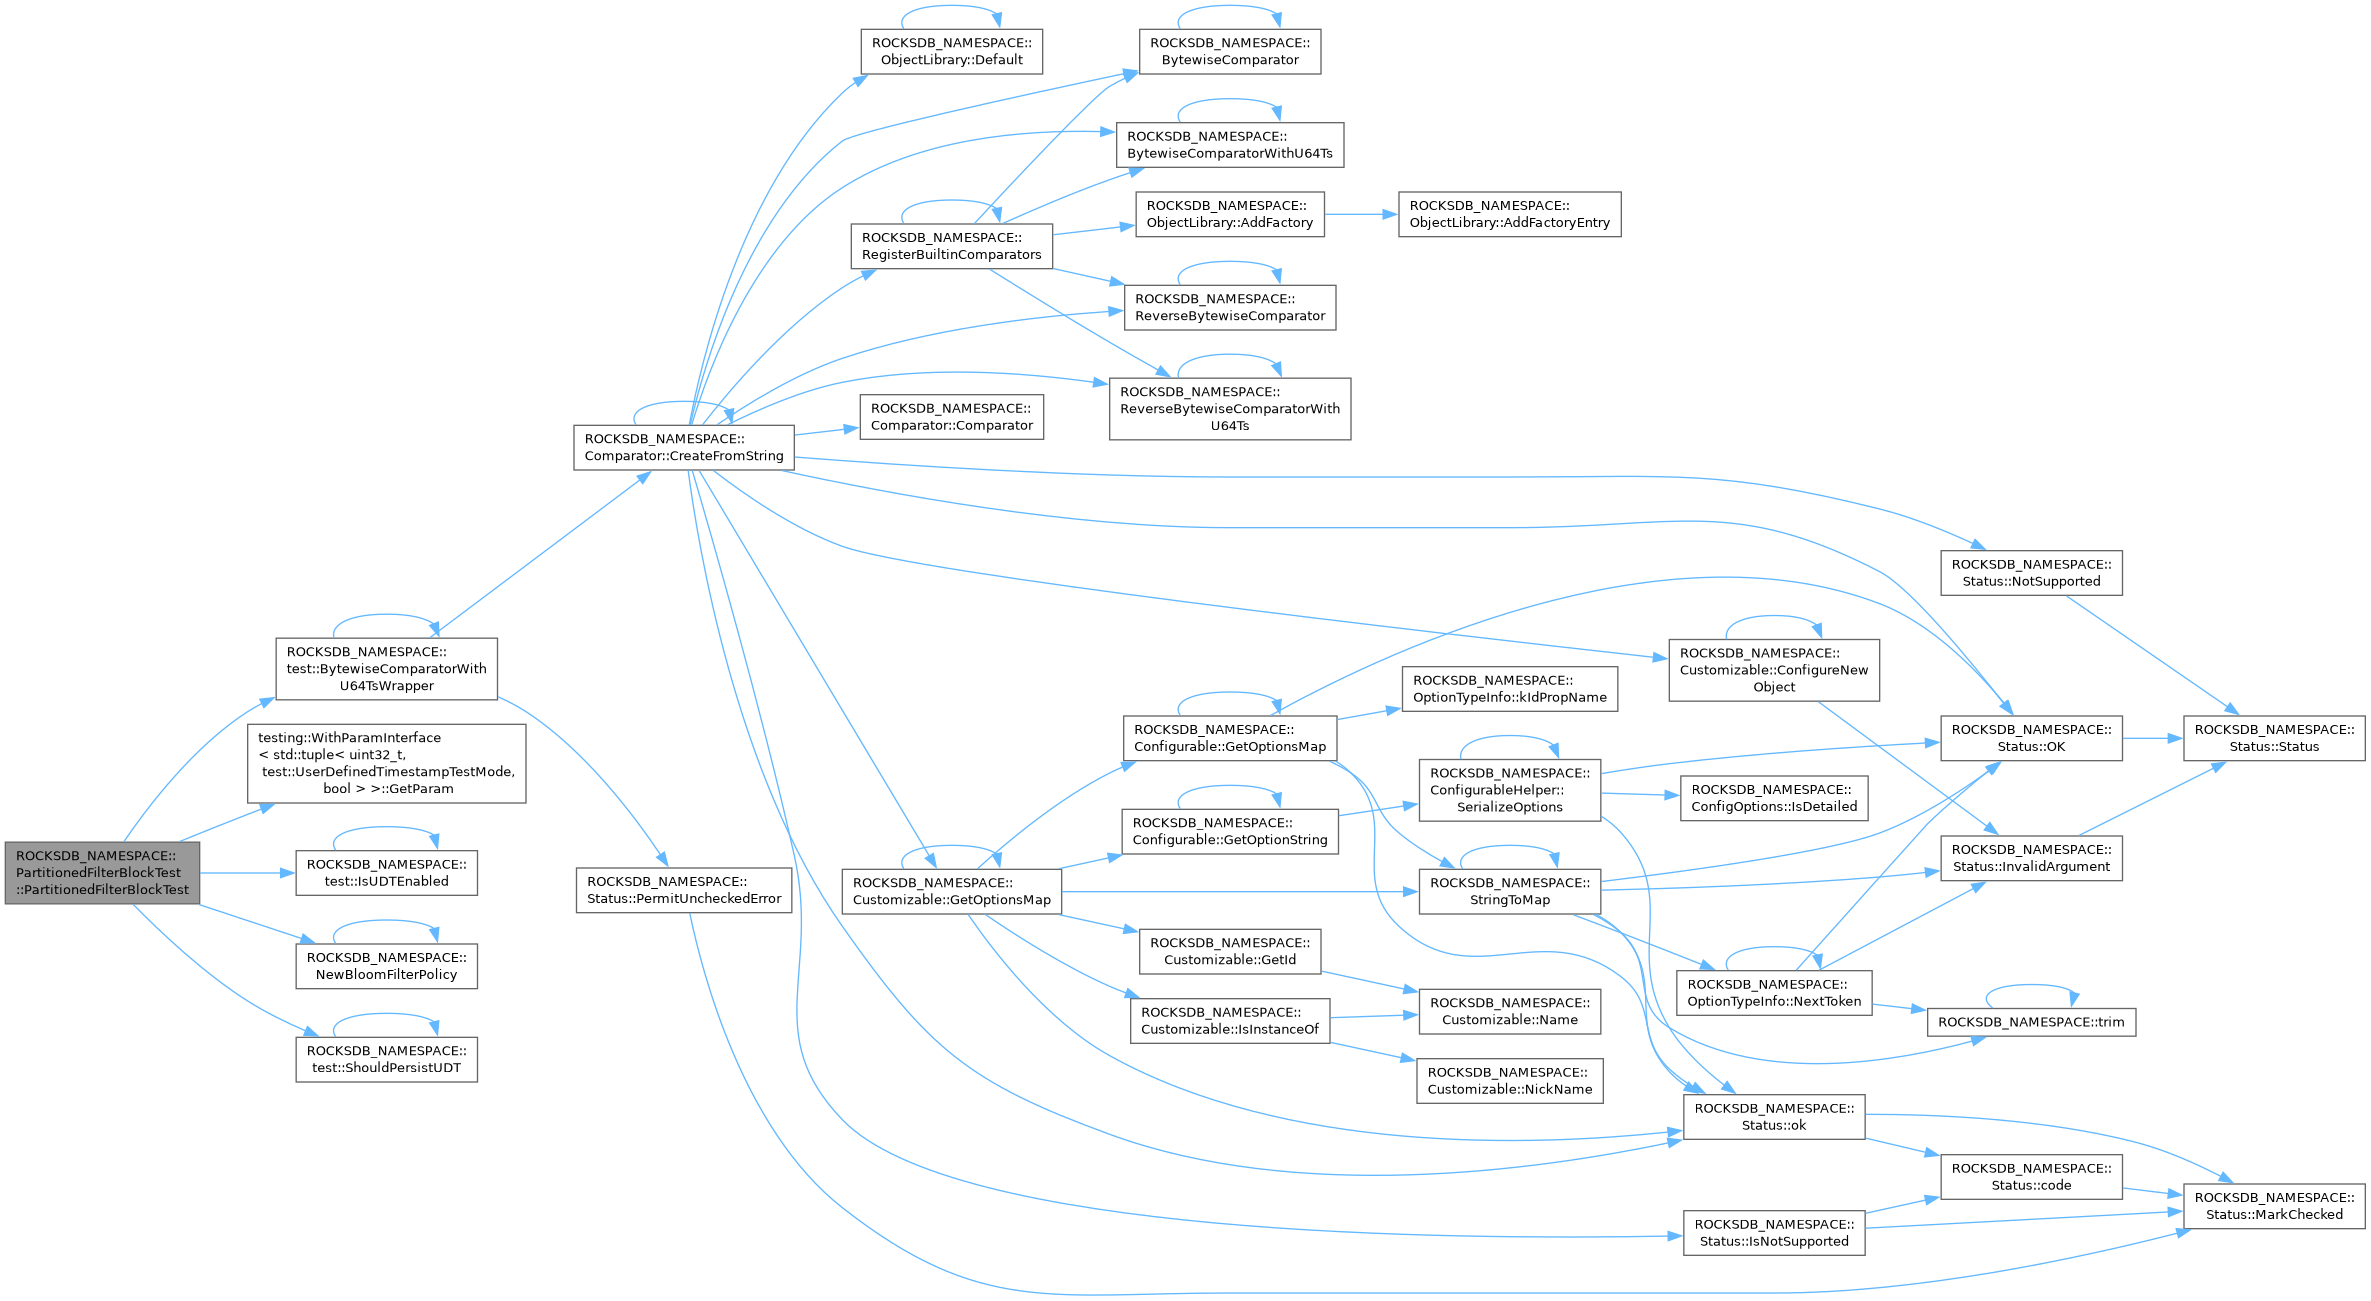 ROCKSDB_NAMESPACE::
PartitionedFilterBlockTest
::PartitionedFilterBlockTest
ROCKSDB_NAMESPACE::
test::BytewiseComparatorWith
U64TsWrapper
testing::WithParamInterface
< std::tuple< uint32_t,
test::UserDefinedTimestampTestMode,
bool > >::GetParam
ROCKSDB_NAMESPACE::
test::IsUDTEnabled
ROCKSDB_NAMESPACE::
NewBloomFilterPolicy
ROCKSDB_NAMESPACE::
test::ShouldPersistUDT
ROCKSDB_NAMESPACE::
Comparator::CreateFromString
ROCKSDB_NAMESPACE::
Status::PermitUncheckedError
ROCKSDB_NAMESPACE::
ObjectLibrary::Default
ROCKSDB_NAMESPACE::
RegisterBuiltinComparators
ROCKSDB_NAMESPACE::
Comparator::Comparator
ROCKSDB_NAMESPACE::
Customizable::GetOptionsMap
ROCKSDB_NAMESPACE::
BytewiseComparator
ROCKSDB_NAMESPACE::
BytewiseComparatorWithU64Ts
ROCKSDB_NAMESPACE::
ObjectLibrary::AddFactory
ROCKSDB_NAMESPACE::
ReverseBytewiseComparator
ROCKSDB_NAMESPACE::
ReverseBytewiseComparatorWith
U64Ts
ROCKSDB_NAMESPACE::
Configurable::GetOptionsMap
ROCKSDB_NAMESPACE::
Configurable::GetOptionString
ROCKSDB_NAMESPACE::
Customizable::GetId
ROCKSDB_NAMESPACE::
Customizable::IsInstanceOf
ROCKSDB_NAMESPACE::
ObjectLibrary::AddFactoryEntry
ROCKSDB_NAMESPACE::
OptionTypeInfo::kIdPropName
ROCKSDB_NAMESPACE::
ConfigurableHelper::
SerializeOptions
ROCKSDB_NAMESPACE::
StringToMap
ROCKSDB_NAMESPACE::
Customizable::Name
ROCKSDB_NAMESPACE::
Customizable::NickName
ROCKSDB_NAMESPACE::
Customizable::ConfigureNew
Object
ROCKSDB_NAMESPACE::
ConfigOptions::IsDetailed
ROCKSDB_NAMESPACE::
OptionTypeInfo::NextToken
ROCKSDB_NAMESPACE::
Status::ok
ROCKSDB_NAMESPACE::
Status::IsNotSupported
ROCKSDB_NAMESPACE::
Status::NotSupported
ROCKSDB_NAMESPACE::
Status::OK
ROCKSDB_NAMESPACE::
Status::InvalidArgument
ROCKSDB_NAMESPACE::trim
ROCKSDB_NAMESPACE::
Status::code
ROCKSDB_NAMESPACE::
Status::Status
ROCKSDB_NAMESPACE::
Status::MarkChecked